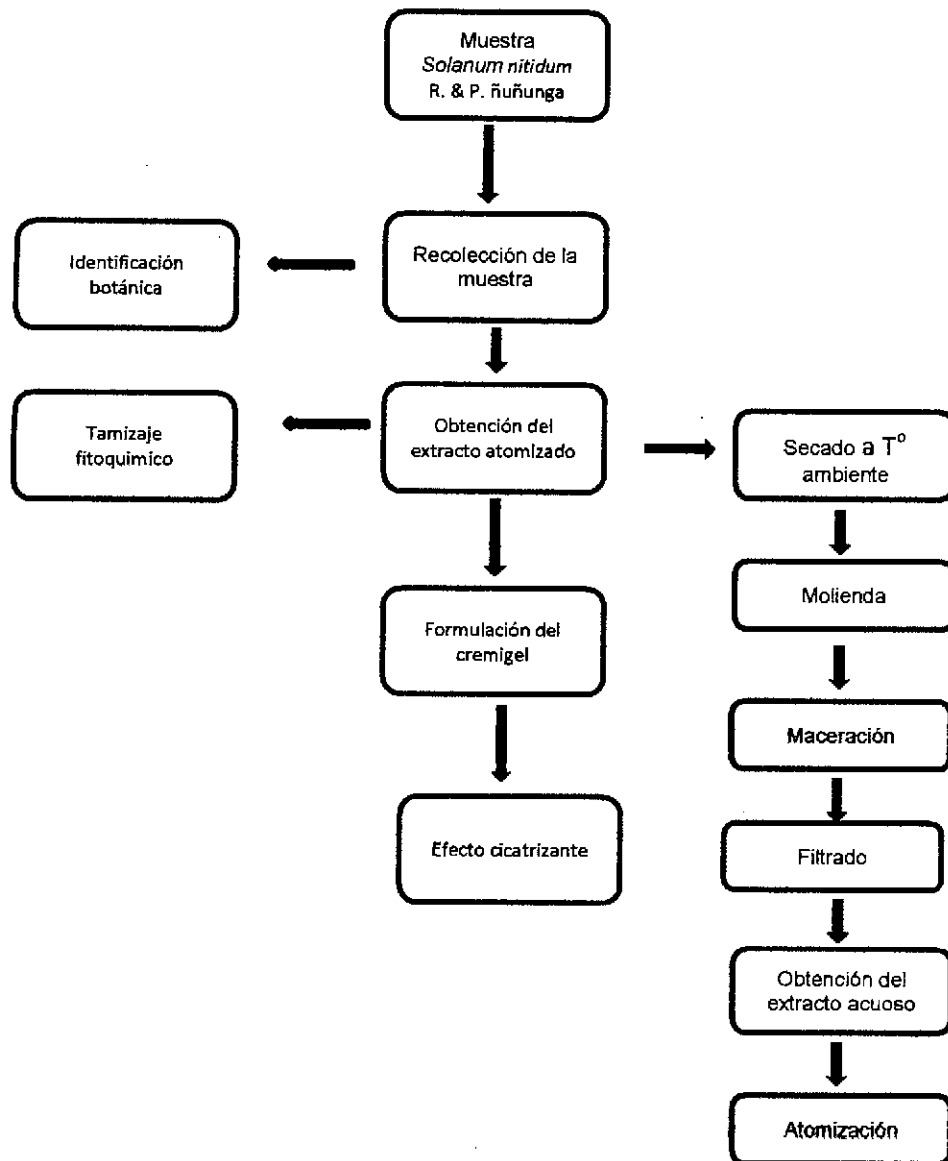 Muestra
Solanum nitidum
R. & P. ñuñunga
Identificación
botánica
Recolección de la
muestra
Tamizaje
fitoquimico
Obtención del
extracto atomizado
Secado a T°
ambiente
Molienda
Formulación del
cremigel
Maceración
Efecto cicatrizante
Filtrado
Obtención del
extracto acuoso
Atomización